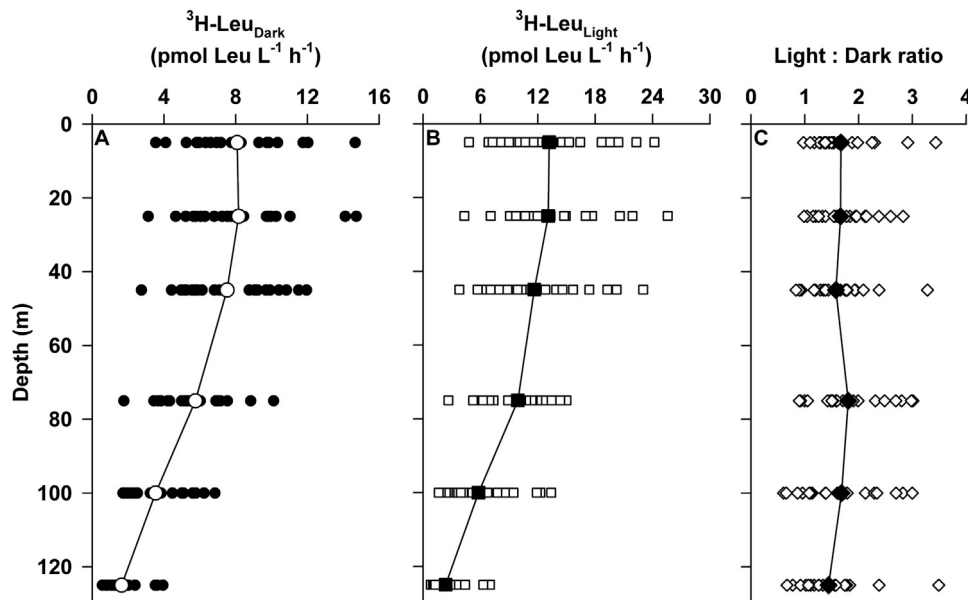 ³H-Leu_Dark
(pmol Leu L⁻¹ h⁻¹)
0 4 8 12 16
³H-Leu_Light
(pmol Leu L⁻¹ h⁻¹)
0 6 12 18 24 30
Light : Dark ratio
0 1 2 3 4
A
B
C
Depth (m)
0
20
40
60
80
100
120